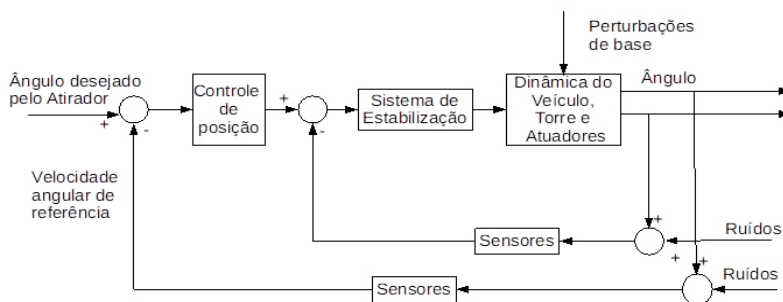 Perturbações
de base
Ângulo desejado
pelo Atirador
+
-
Controle
de
posição
+
-
Sistema de
Estabilização
Dinâmica do
Veículo,
Torre e
Atuadores
Ângulo
Velocidade
angular de
referência
Sensores
+
+
Ruídos
Sensores
+
Ruídos